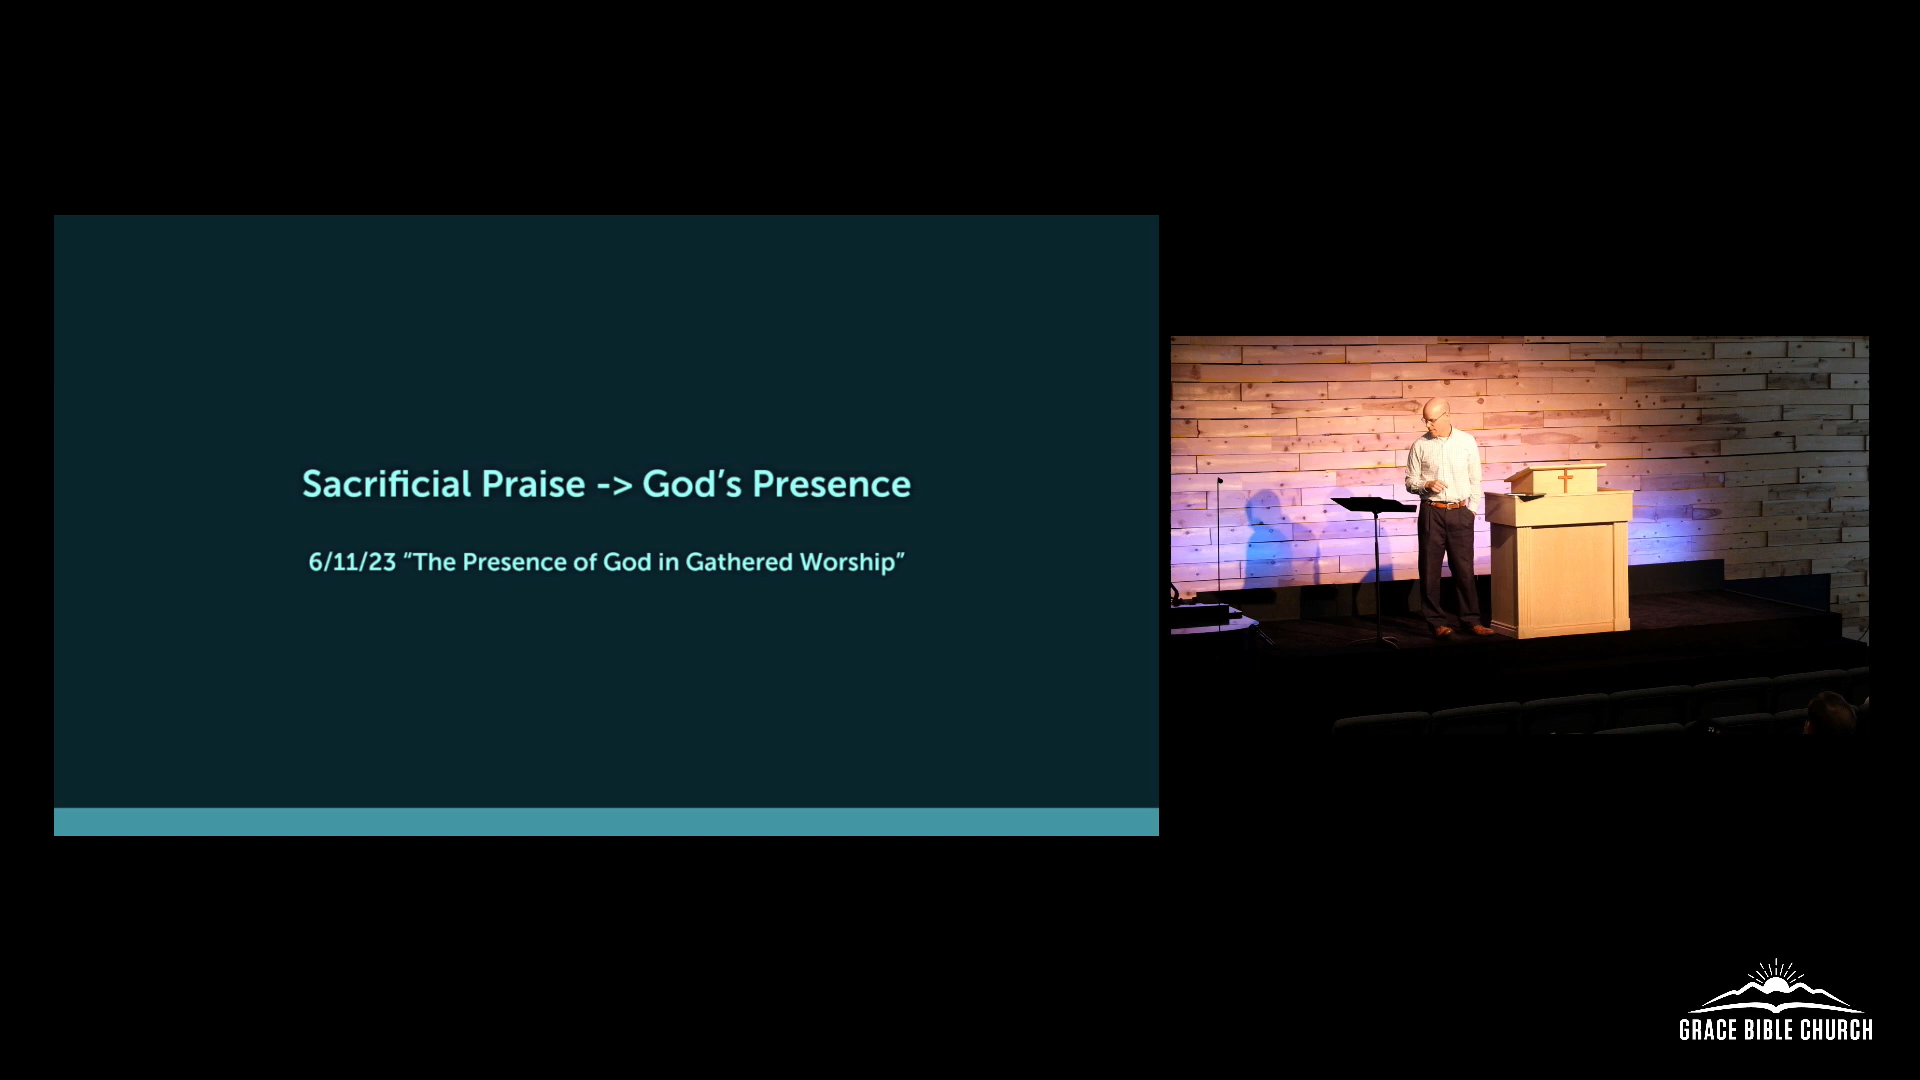 Sacrificial Praise -> God’s Presence
6/11/23 “The Presence of God in Gathered Worship”
GRACE BIBLE CHURCH